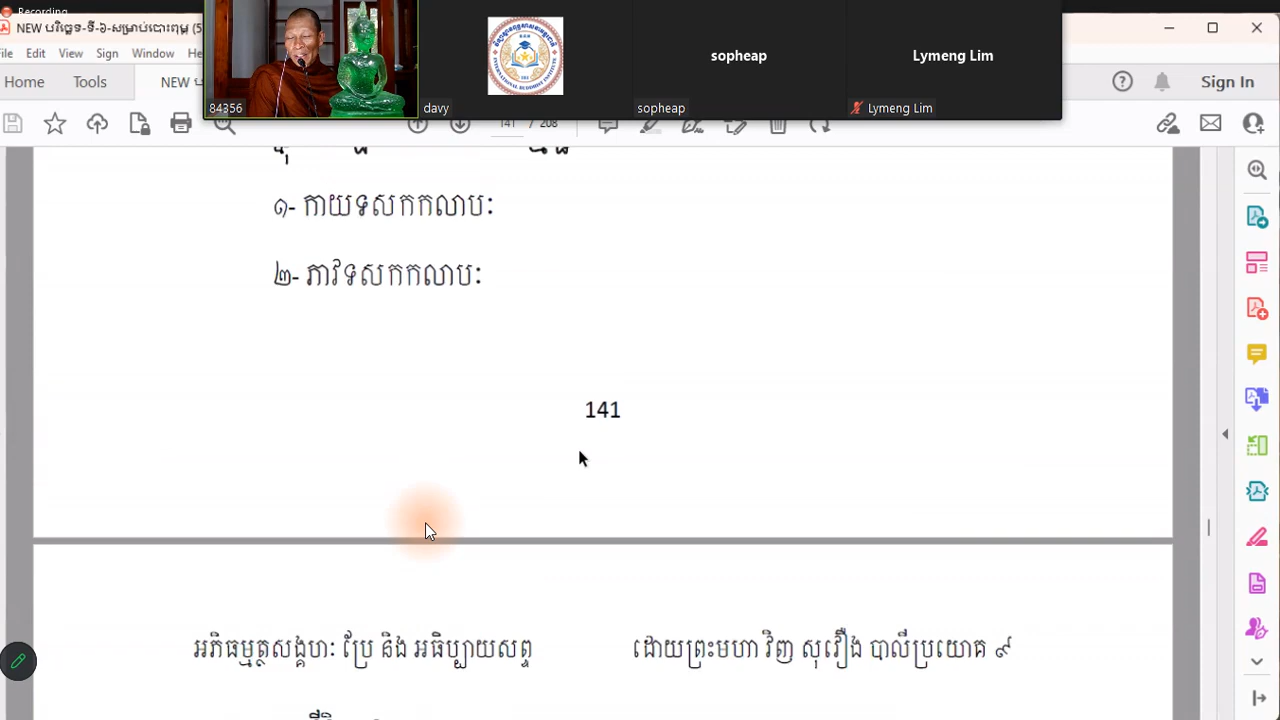 Recording
NEW បរិច្ឆេទ-ទី-៦-សម្រាប់បោះពុម្ព (5
Edit View Sign Window
84356
davy
sopheap
sopheap
Lymeng Lim
Lymeng Lim
Home Tools NEW
Sign In
141 / 208
១- កាយទសកកលាបៈ
២- ភាវទសកកលាបៈ
141
អភិធម្មត្ថសង្គហៈ ប្រែ និង អធិប្បាយសព្ទ ដោយព្រះមហា វិញ សុវឿង បាលីប្រយោគ ៩